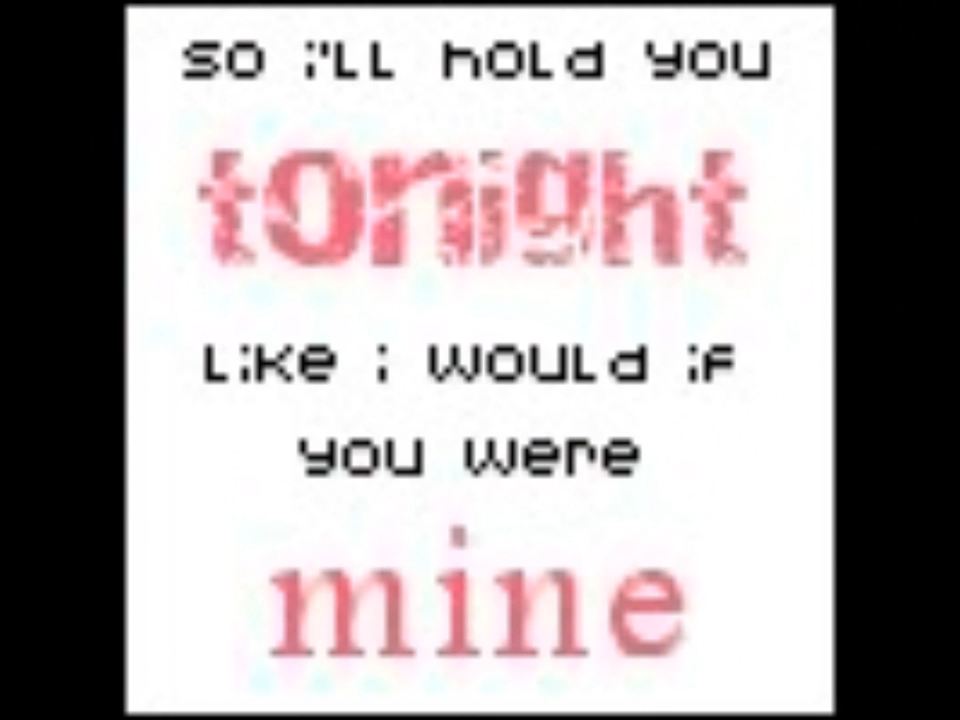 so i'll hold you
tonight
like i would if
you were
mine